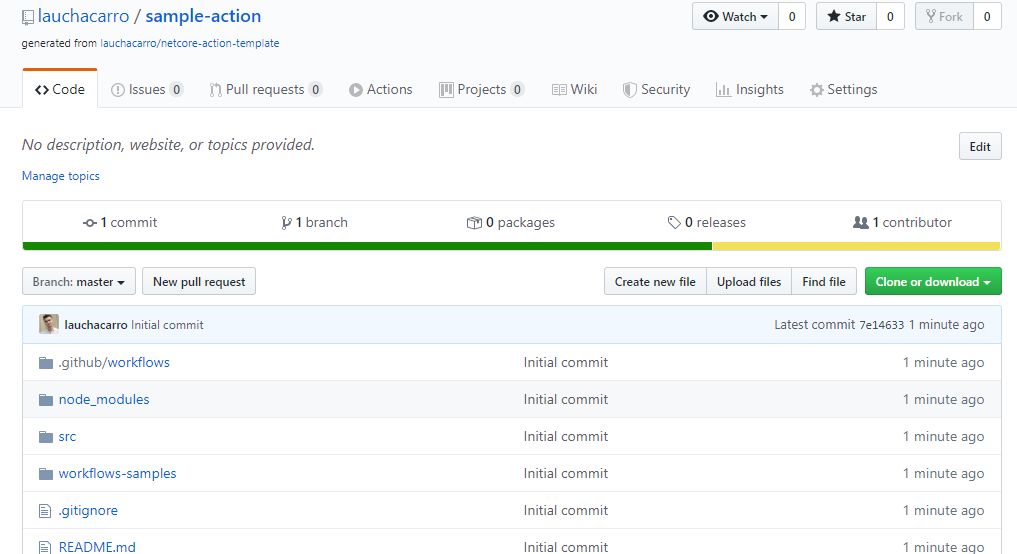 lauchacarro / sample-action
Watch 0
Star 0
Fork 0
generated from lauchacarro/netcore-action-template
Code
Issues 0
Pull requests 0
Actions
Projects 0
Wiki
Security
Insights
Settings
No description, website, or topics provided.
Edit
Manage topics
1 commit
1 branch
0 packages
0 releases
1 contributor
Branch: master
New pull request
Create new file
Upload files
Find file
Clone or download
lauchacarro Initial commit
Latest commit 7e14633 1 minute ago
.github/workflows Initial commit 1 minute ago
node_modules Initial commit 1 minute ago
src Initial commit 1 minute ago
workflows-samples Initial commit 1 minute ago
.gitignore Initial commit 1 minute ago
README.md Initial commit 1 minute ago